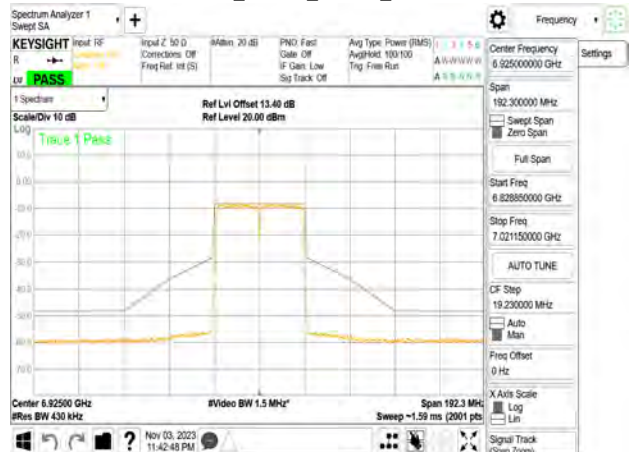 Spectrum Analyzer 1
Swept SA
Frequency
KEYSIGHT Input: RF
R
PASS
Input Z: 50 Ω
Corrections: Off
Freq Ref: Int (S)
#Atten: 20 dB
PNO: Fast
Gate: Off
IF Gain: Low
Sig Track: Off
Avg Type: Power (RMS)
Avg|Hold: 100/100
Trig: Free Run
1 Spectrum
Scale/Div 10 dB
Log
Ref Lvl Offset 13.40 dB
Ref Level 20.00 dBm
Trace 1 Pass
Center 6.92500 GHz
#Res BW 430 kHz
#Video BW 1.5 MHz*
Span 192.3 MHz
Sweep ~1.59 ms (2001 pts
Nov 03, 2023
11:42:48 PM
Center Frequency
6.925000000 GHz
Settings
Span
192.300000 MHz
Swept Span
Zero Span
Full Span
Start Freq
6.828850000 GHz
Stop Freq
7.021150000 GHz
AUTO TUNE
CF Step
19.230000 MHz
Auto
Man
Freq Offset
0 Hz
X Axis Scale
Log
Lin
Signal Track
(Span Zoom)